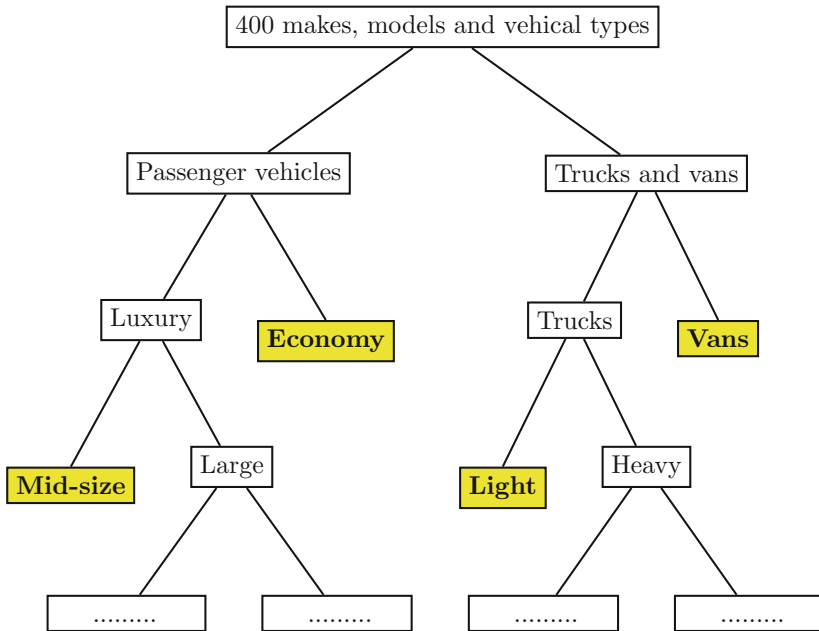 400 makes, models and vehical types
Passenger vehicles
Trucks and vans
Luxury
Economy
Trucks
Vans
Mid-size
Large
Light
Heavy
.........
.........
.........
.........